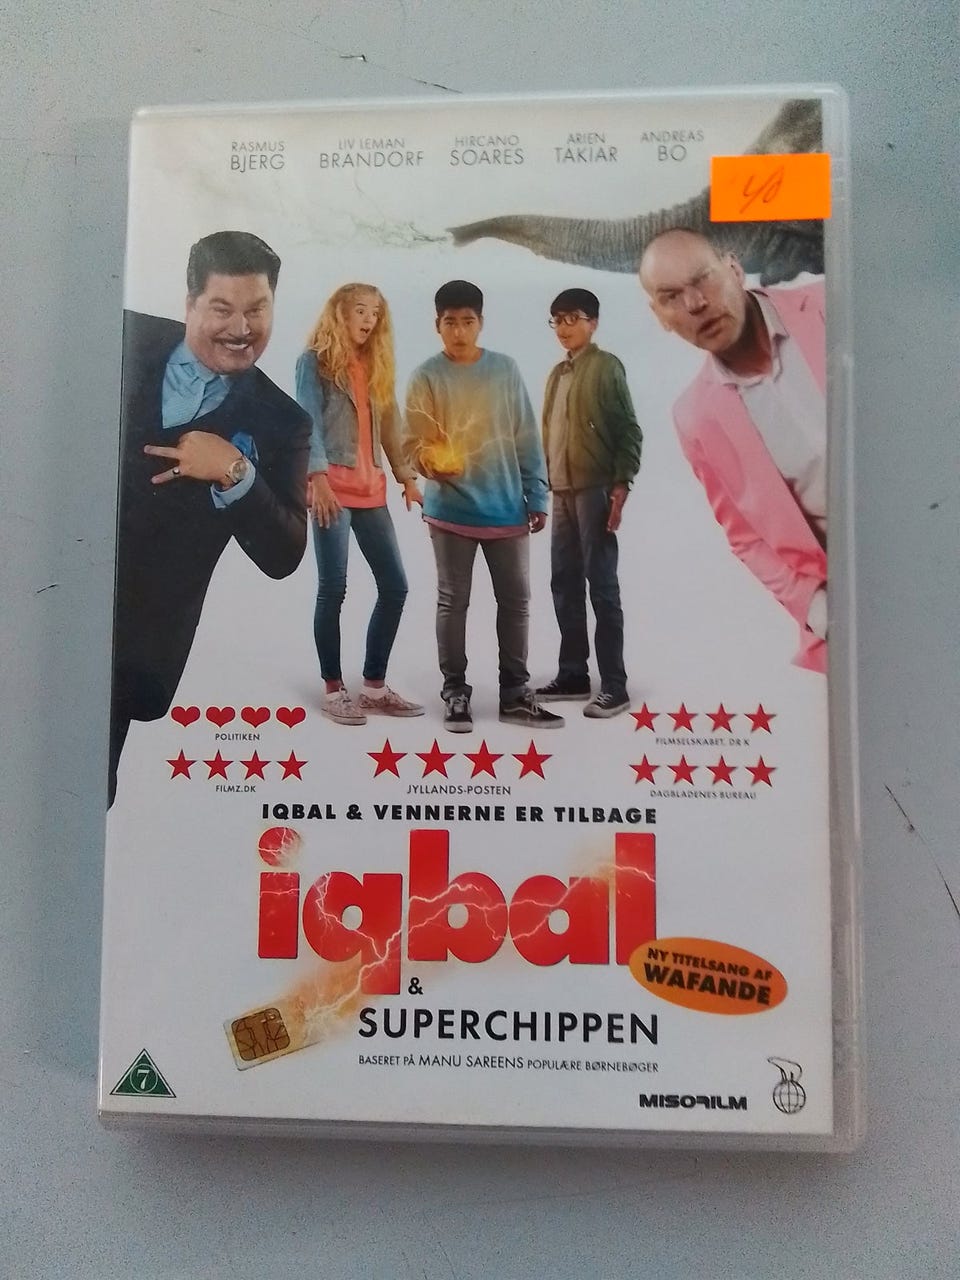 RASMUS
BJERG
LIV LEMAN
BRANDORF
HIRCANO
SOARES
ARIEN
TAKIAR
ANDREAS
BO
POLITIKEN
FILMZ.DK
JYLLANDS-POSTEN
FILMSELSKABET, DR K
DAGBLADENES BUREAU
IQBAL & VENNERNE ER TILBAGE
iqbal
&
SUPERCHIPPEN
NY TITELSANG AF
WAFANDE
BASERET PÅ MANU SAREENS POPULÆRE BØRNEBØGER
7
MISOFILM